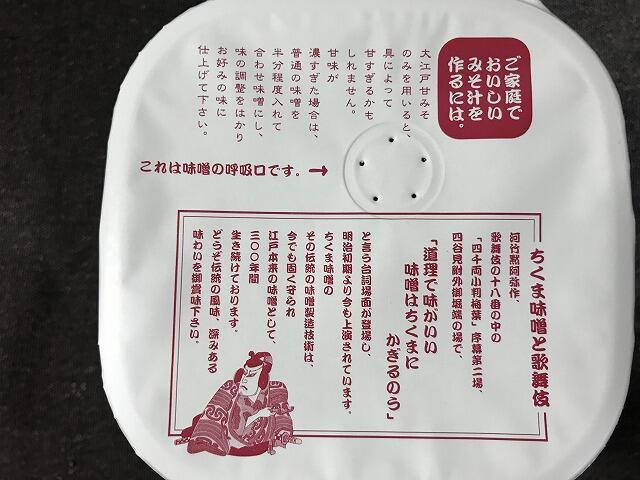 ご家庭で
おいしい
みそ汁を
作るには。
大江戸甘みそ
のみを用いると、
具によって
甘すぎるかも
しれません。
甘味が
濃すぎた場合は、
普通の味噌を
半分程度入れて
合わせ味噌にし、
味の調整をはかり
お好みの味に
仕上げて下さい。
これは味噌の呼吸口です。→
ちくま味噌と歌舞伎
河竹黙阿弥作、
歌舞伎の十八番の中の
「四千両小判梅葉」序幕第二場、
四谷見附外御堀端の場で、
「道理で味がいい
味噌はちくまに
かぎるのう」
と言う台詞場面が登場し、
明治初期より今も上演されています。
ちくま味噌の
その伝統の味噌製造技術は、
今でも固く守られ
江戸本来の味噌として、
三〇〇年間
生き続けております。
どうぞ伝統の風味、深みある
味わいを御賞味下さい。